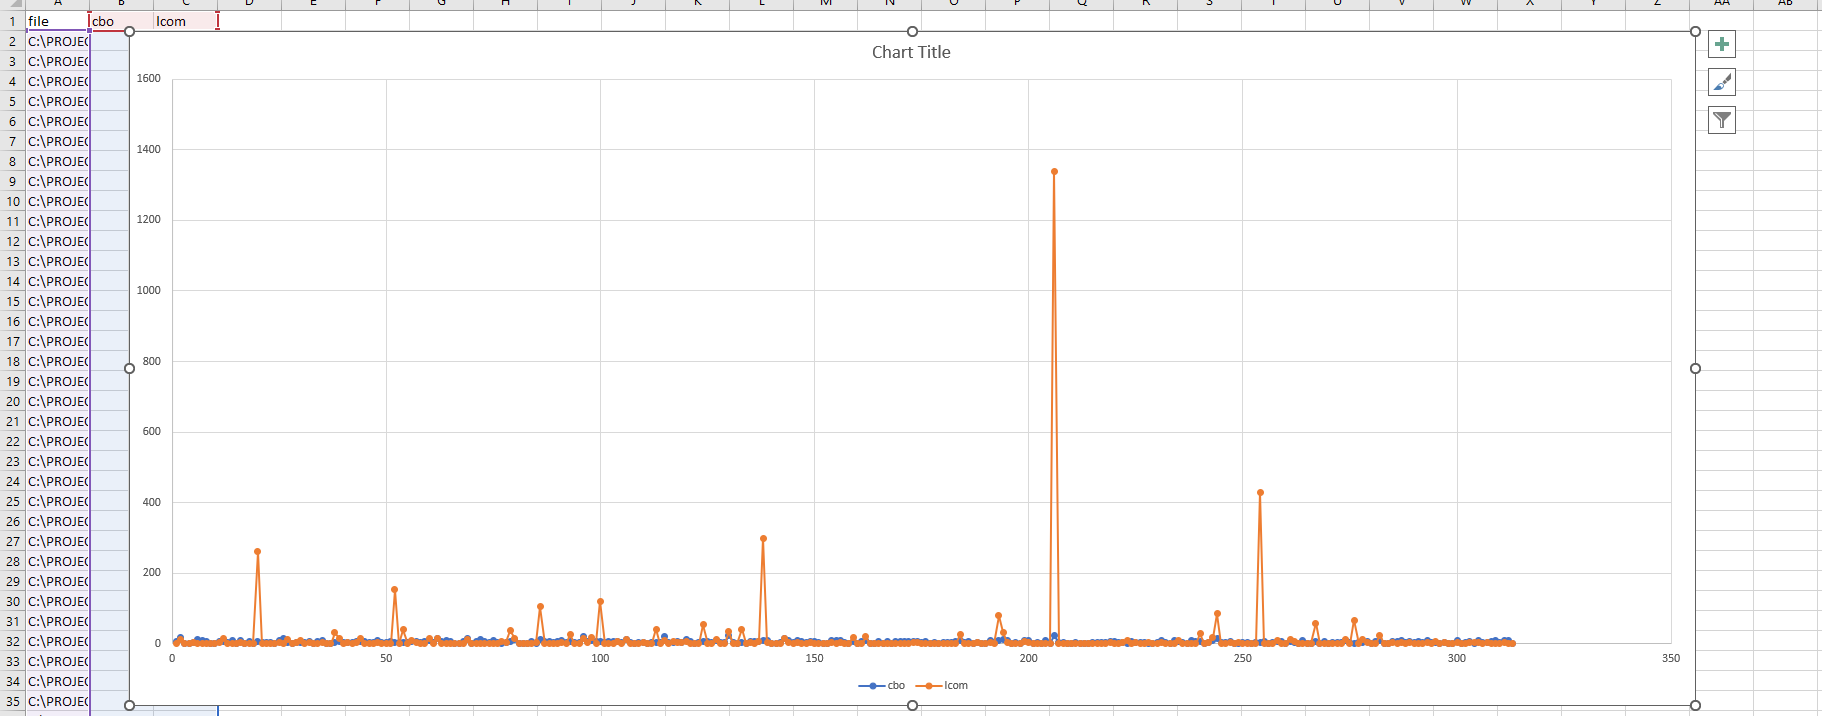 A B C D E F G H I J K L M N O P Q R S T U V W X Y Z AA AB
1 file cbo lcom
Chart Title
2 C:\PROJEC
3 C:\PROJEC
4 C:\PROJEC
5 C:\PROJEC
6 C:\PROJEC
7 C:\PROJEC
8 C:\PROJEC
9 C:\PROJEC
10 C:\PROJEC
11 C:\PROJEC
12 C:\PROJEC
13 C:\PROJEC
14 C:\PROJEC
15 C:\PROJEC
16 C:\PROJEC
17 C:\PROJEC
18 C:\PROJEC
19 C:\PROJEC
20 C:\PROJEC
21 C:\PROJEC
22 C:\PROJEC
23 C:\PROJEC
24 C:\PROJEC
25 C:\PROJEC
26 C:\PROJEC
27 C:\PROJEC
28 C:\PROJEC
29 C:\PROJEC
30 C:\PROJEC
31 C:\PROJEC
32 C:\PROJEC
33 C:\PROJEC
34 C:\PROJEC
35 C:\PROJEC
1600
1400
1200
1000
800
600
400
200
0
0 50 100 150 200 250 300 350
cbo lcom